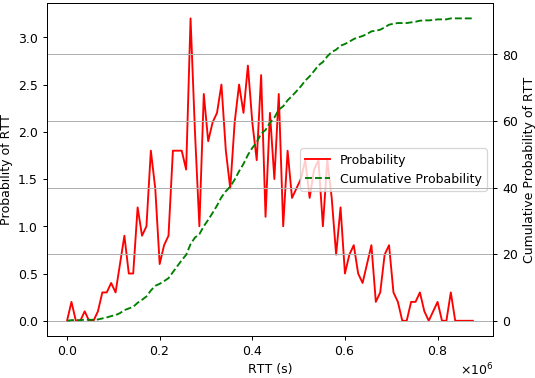 Probability of RTT
3.0
2.5
2.0
1.5
1.0
0.5
0.0
Probability
Cumulative Probability
80
60
40
20
0
Cumulative Probability of RTT
0.0 0.2 0.4 0.6 0.8
RTT (s)
×10⁶